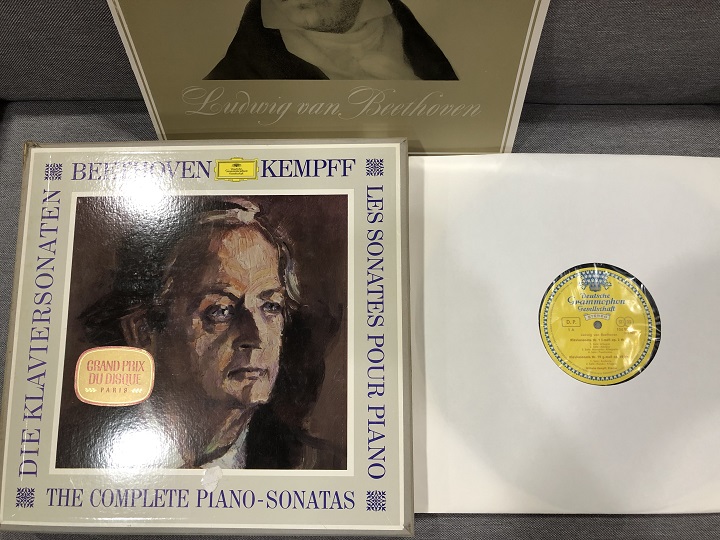 Ludwig van Beethoven
BEETHOVEN
KEMPFF
DIE KLAVIERSONATEN
LES SONATES POUR PIANO
GRAND PRIX
DU DISQUE
PARIS
THE COMPLETE PIANO-SONATAS
Deutsche
Grammophon
Gesellschaft